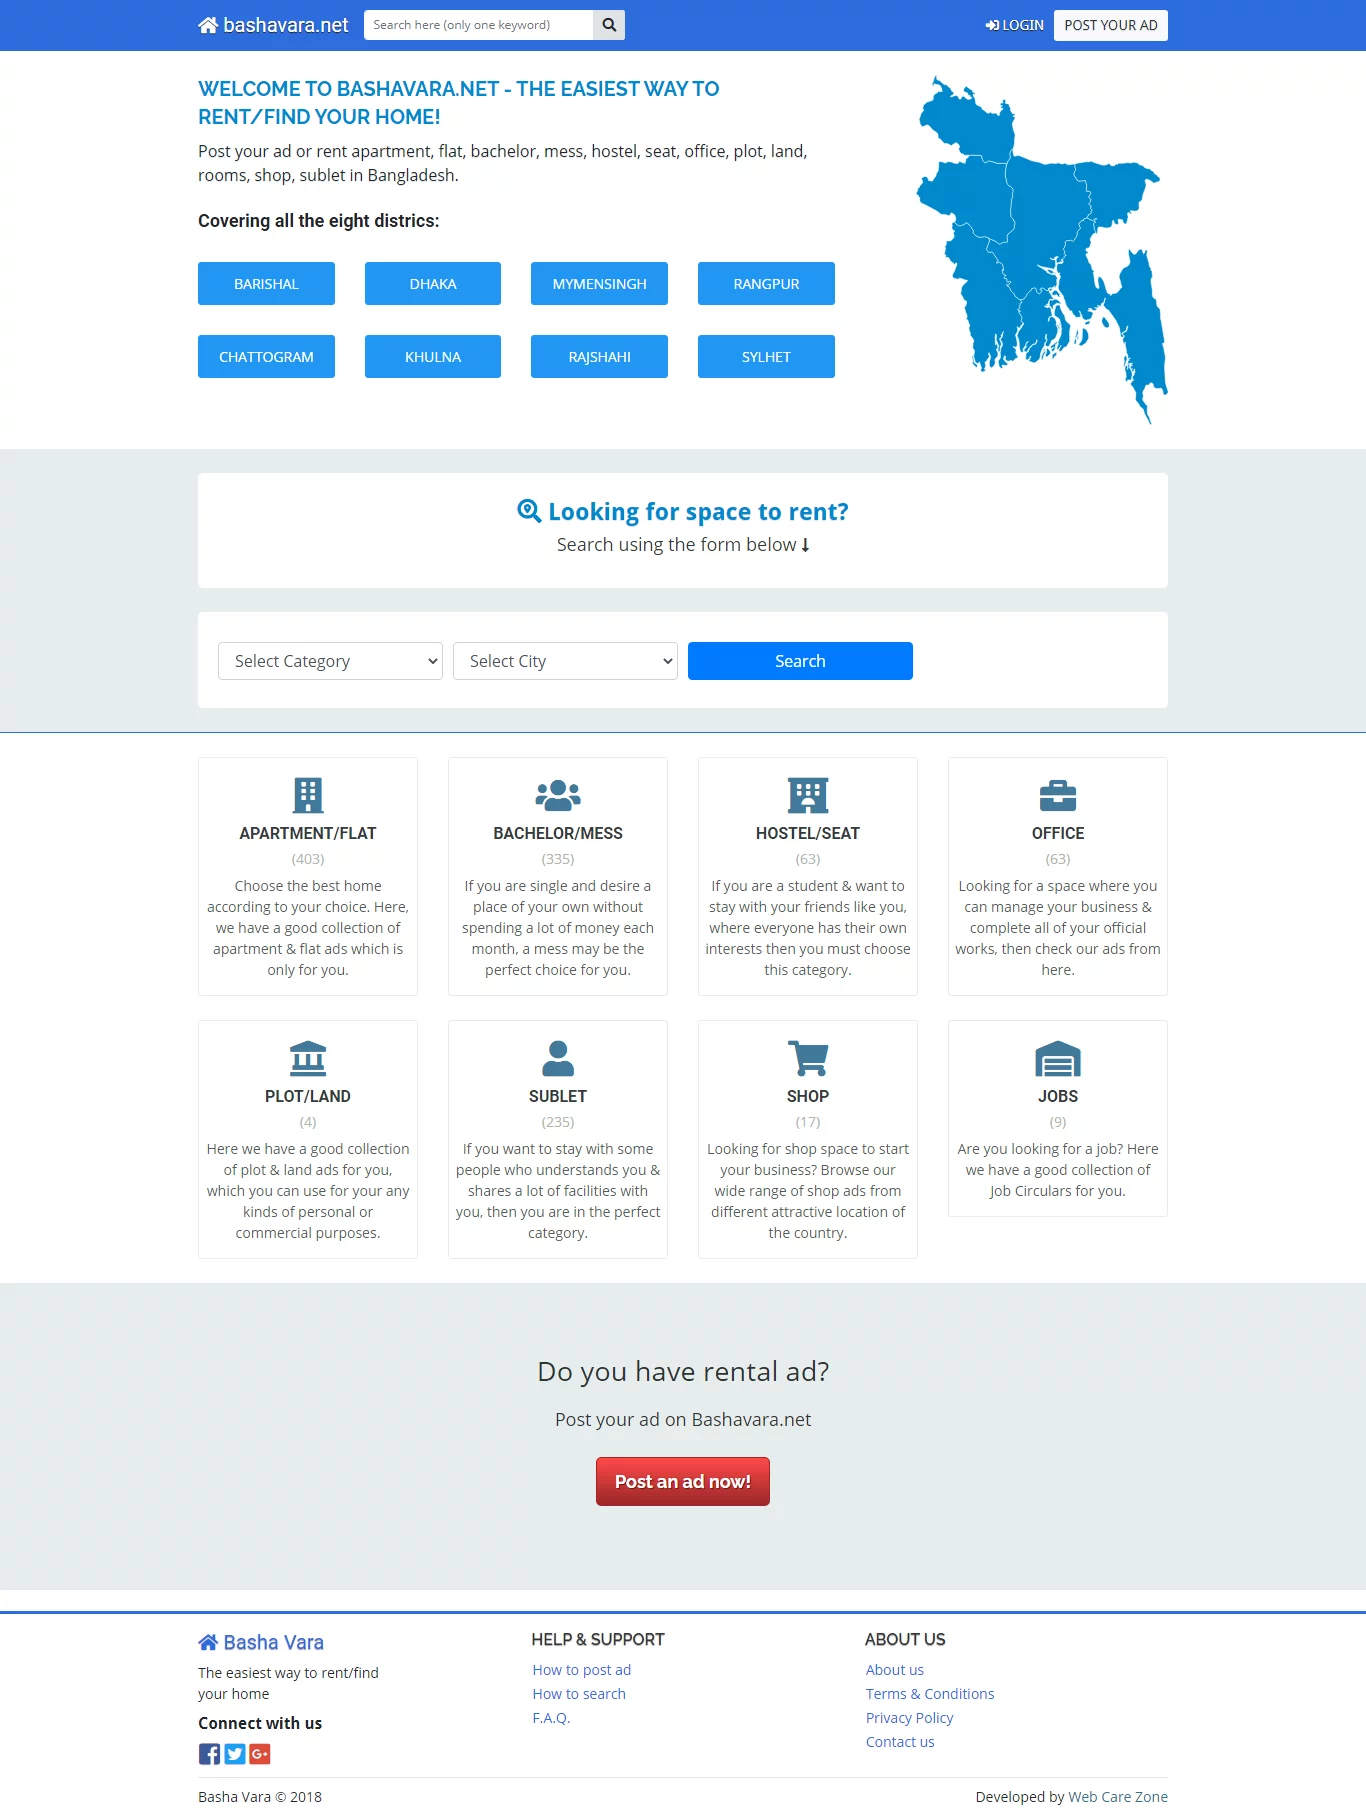 bashavara.net
Search here (only one keyword)
LOGIN
POST YOUR AD
WELCOME TO BASHAVARA.NET - THE EASIEST WAY TO
RENT/FIND YOUR HOME!
Post your ad or rent apartment, flat, bachelor, mess, hostel, seat, office, plot, land,
rooms, shop, sublet in Bangladesh.
Covering all the eight districs:
BARISHAL
DHAKA
MYMENSINGH
RANGPUR
CHATTOGRAM
KHULNA
RAJSHAHI
SYLHET
Looking for space to rent?
Search using the form below
Select Category
Select City
Search
APARTMENT/FLAT
(403)
Choose the best home
according to your choice. Here,
we have a good collection of
apartment & flat ads which is
only for you.
BACHELOR/MESS
(335)
If you are single and desire a
place of your own without
spending a lot of money each
month, a mess may be the
perfect choice for you.
HOSTEL/SEAT
(63)
If you are a student & want to
stay with your friends like you,
where everyone has their own
interests then you must choose
this category.
OFFICE
(63)
Looking for a space where you
can manage your business &
complete all of your official
works, then check our ads from
here.
PLOT/LAND
(4)
Here we have a good collection
of plot & land ads for you,
which you can use for your any
kinds of personal or
commercial purposes.
SUBLET
(235)
If you want to stay with some
people who understands you &
shares a lot of facilities with
you, then you are in the perfect
category.
SHOP
(17)
Looking for shop space to start
your business? Browse our
wide range of shop ads from
different attractive location of
the country.
JOBS
(9)
Are you looking for a job? Here
we have a good collection of
Job Circulars for you.
Do you have rental ad?
Post your ad on Bashavara.net
Post an ad now!
Basha Vara
The easiest way to rent/find
your home
Connect with us
HELP & SUPPORT
How to post ad
How to search
F.A.Q.
ABOUT US
About us
Terms & Conditions
Privacy Policy
Contact us
Basha Vara © 2018
Developed by Web Care Zone